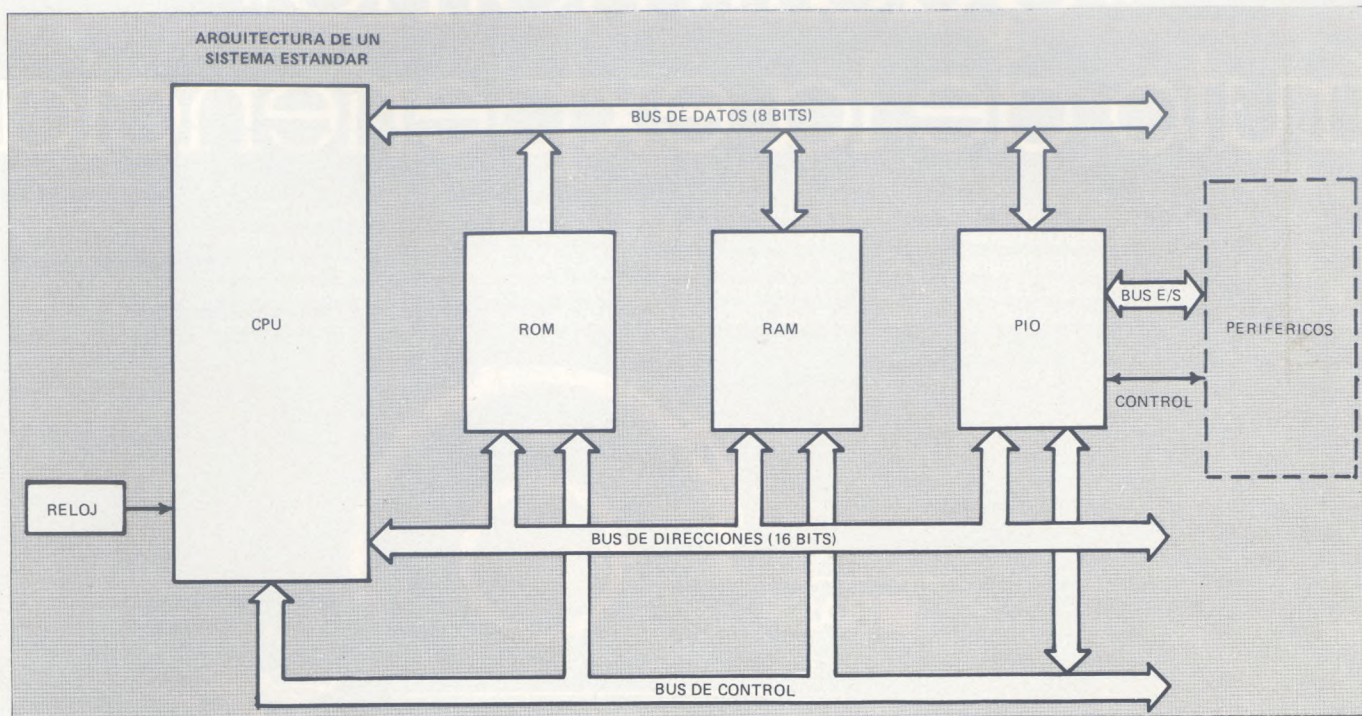 ARQUITECTURA DE UN
SISTEMA ESTANDAR
BUS DE DATOS (8 BITS)
CPU
ROM
RAM
PIO
BUS E/S
PERIFERICOS
CONTROL
RELOJ
BUS DE DIRECCIONES (16 BITS)
BUS DE CONTROL